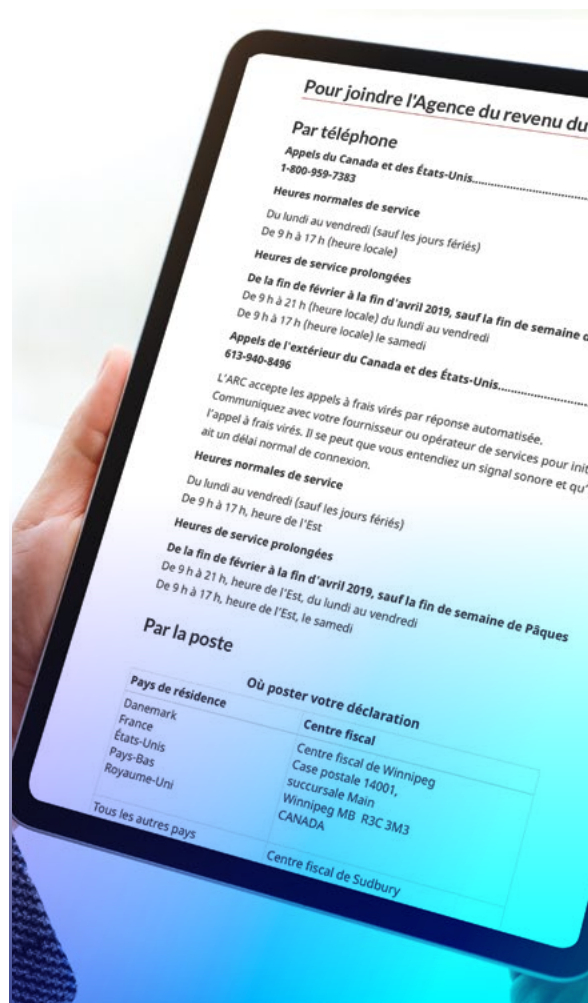 Pour joindre l'Agence du revenu du
Par téléphone
Appels du Canada et des États-Unis........................
1-800-959-7383
Heures normales de service
Du lundi au vendredi (sauf les jours fériés)
De 9 h à 17 h (heure locale)
Heures de service prolongées
De la fin de février à la fin d'avril 2019, sauf la fin de semaine d
De 9 h à 21 h (heure locale) du lundi au vendredi
De 9 h à 17 h (heure locale) le samedi
Appels de l'extérieur du Canada et des États-Unis........................
613-940-8496
L'ARC accepte les appels à frais virés par réponse automatisée.
Communiquez avec votre fournisseur ou opérateur de services pour init
l'appel à frais virés. Il se peut que vous entendiez un signal sonore et qu'
ait un délai normal de connexion.
Heures normales de service
Du lundi au vendredi (sauf les jours fériés)
De 9 h à 17 h, heure de l'Est
Heures de service prolongées
De la fin de février à la fin d'avril 2019, sauf la fin de semaine de Pâques
De 9 h à 21 h, heure de l'Est, du lundi au vendredi
De 9 h à 17 h, heure de l'Est, le samedi
Par la poste
Où poster votre déclaration
Pays de résidence
Centre fiscal
Danemark
France
États-Unis
Pays-Bas
Royaume-Uni
Centre fiscal de Winnipeg
Case postale 14001,
succursale Main
Winnipeg MB R3C 3M3
CANADA
Tous les autres pays
Centre fiscal de Sudbury